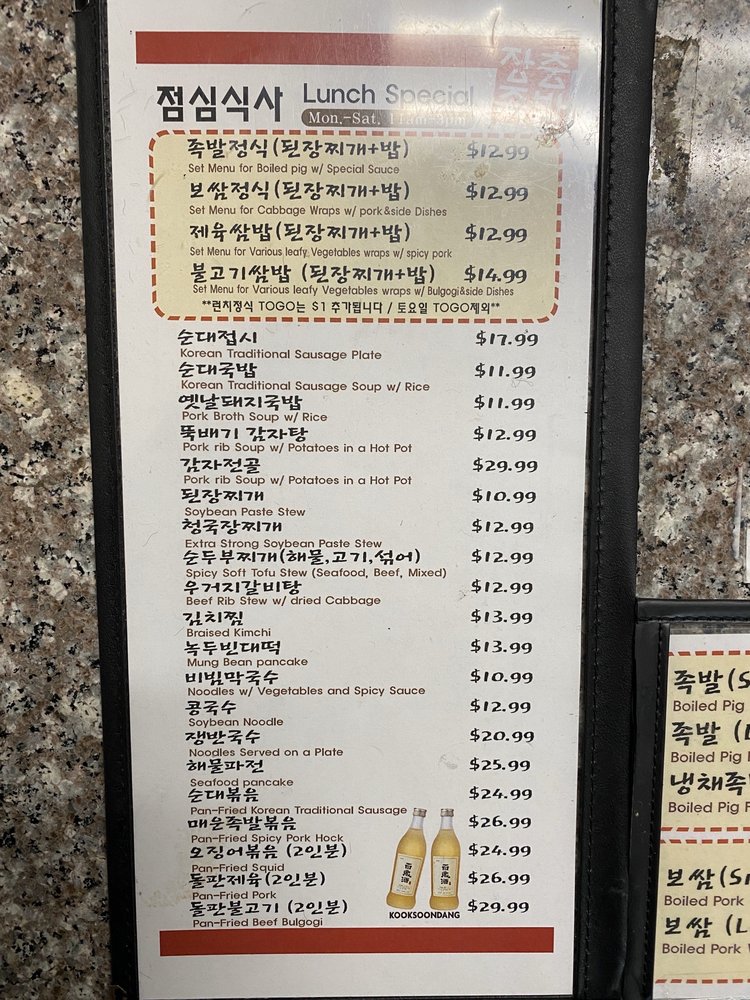 점심식사 Lunch Special
Mon.-Sat. 11am-3pm
족발정식(된장찌개+밥) $12.99
Set Menu for Boiled pig w/ Special Sauce
보쌈정식(된장찌개+밥) $12.99
Set Menu for Cabbage Wraps w/ pork&side Dishes
제육쌈밥(된장찌개+밥) $12.99
Set Menu for Various leafy Vegetables wraps w/ spicy pork
불고기쌈밥 (된장찌개+밥) $14.99
Set Menu for Various leafy Vegetables wraps w/ Bulgogi&side Dishes
**런치정식 TOGO는 $1 추가됩니다 / 토요일 TOGO제외**
순대접시 $17.99
Korean Traditional Sausage Plate
순대국밥 $11.99
Korean Traditional Sausage Soup w/ Rice
옛날돼지국밥 $11.99
Pork Broth Soup w/ Rice
뚝배기 감자탕 $12.99
Pork rib Soup w/ Potatoes in a Hot Pot
감자전골 $29.99
Pork rib Soup w/ Potatoes in a Hot Pot
된장찌개 $10.99
Soybean Paste Stew
청국장찌개 $12.99
Extra Strong Soybean Paste Stew
순두부찌개(해물,고기,섞어) $12.99
Spicy Soft Tofu Stew (Seafood, Beef, Mixed)
우거지갈비탕 $12.99
Beef Rib Stew w/ dried Cabbage
김치찜 $13.99
Braised Kimchi
녹두빈대떡 $13.99
Mung Bean pancake
비빔막국수 $10.99
Noodles w/ Vegetables and Spicy Sauce
콩국수 $12.99
Soybean Noodle
쟁반국수 $20.99
Noodles Served on a Plate
해물파전 $25.99
Seafood pancake
순대볶음 $24.99
Pan-Fried Korean Traditional Sausage
매운족발볶음 $26.99
Pan-Fried Spicy Pork Hock
오징어볶음 (2인분) $24.99
Pan-Fried Squid
돌판제육(2인분) $26.99
Pan-Fried Pork
돌판불고기 (2인분) $29.99
Pan-Fried Beef Bulgogi
百歲酒
百歲酒
KOOKSOONDANG
족발(S
Boiled Pig
족발 (L
Boiled Pig
냉채족
Boiled Pig F
보쌈(S
Boiled Pork
보쌈 (L
Boiled Pork